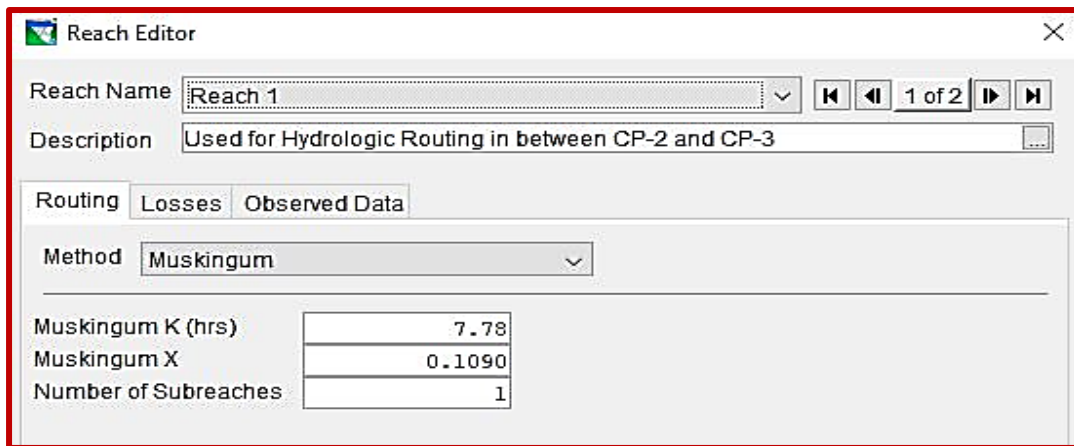 Reach Editor
Reach Name Reach 1 1 of 2
Description Used for Hydrologic Routing in between CP-2 and CP-3 ...
Routing Losses Observed Data
Method Muskingum
Muskingum K (hrs) 7.78
Muskingum X 0.1090
Number of Subreaches 1